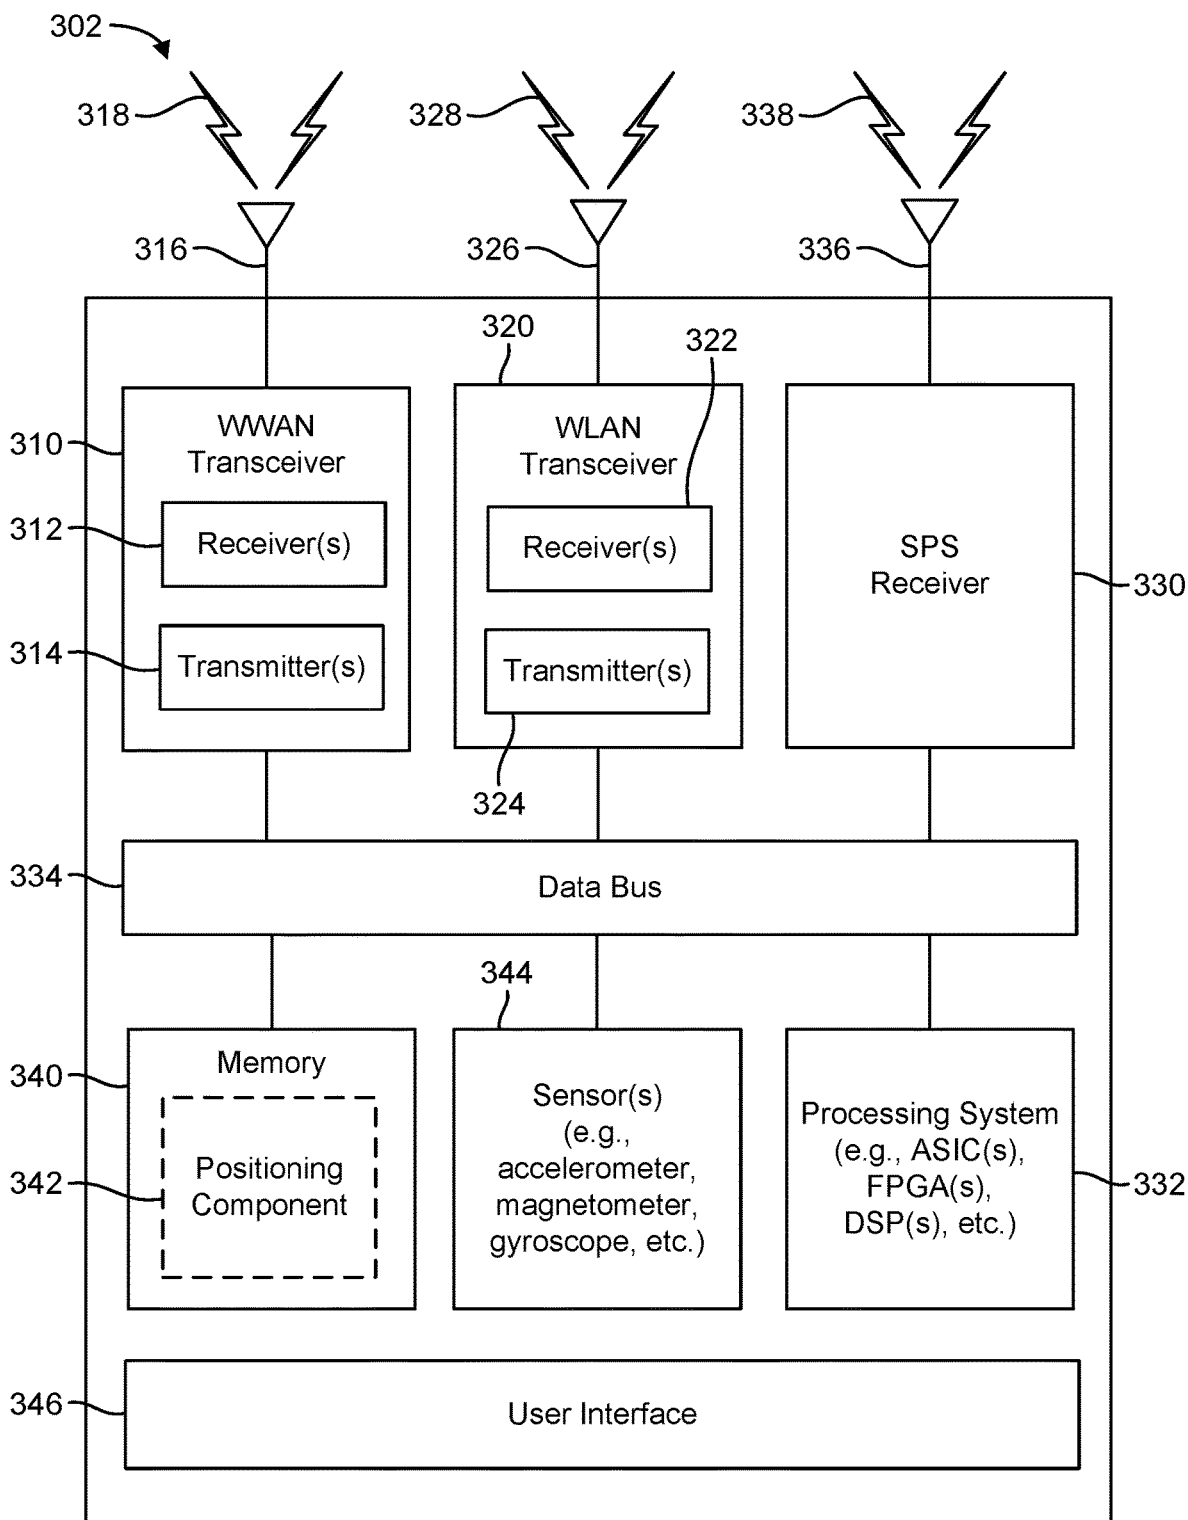 302
318
328
338
316
326
336
320
322
310
WWAN
Transceiver
WLAN
Transceiver
312
Receiver(s)
Receiver(s)
SPS
Receiver
330
314
Transmitter(s)
Transmitter(s)
324
334
Data Bus
344
340
Memory
342
Positioning
Component
Sensor(s)
(e.g.,
accelerometer,
magnetometer,
gyroscope, etc.)
Processing System
(e.g., ASIC(s),
FPGA(s),
DSP(s), etc.)
332
346
User Interface